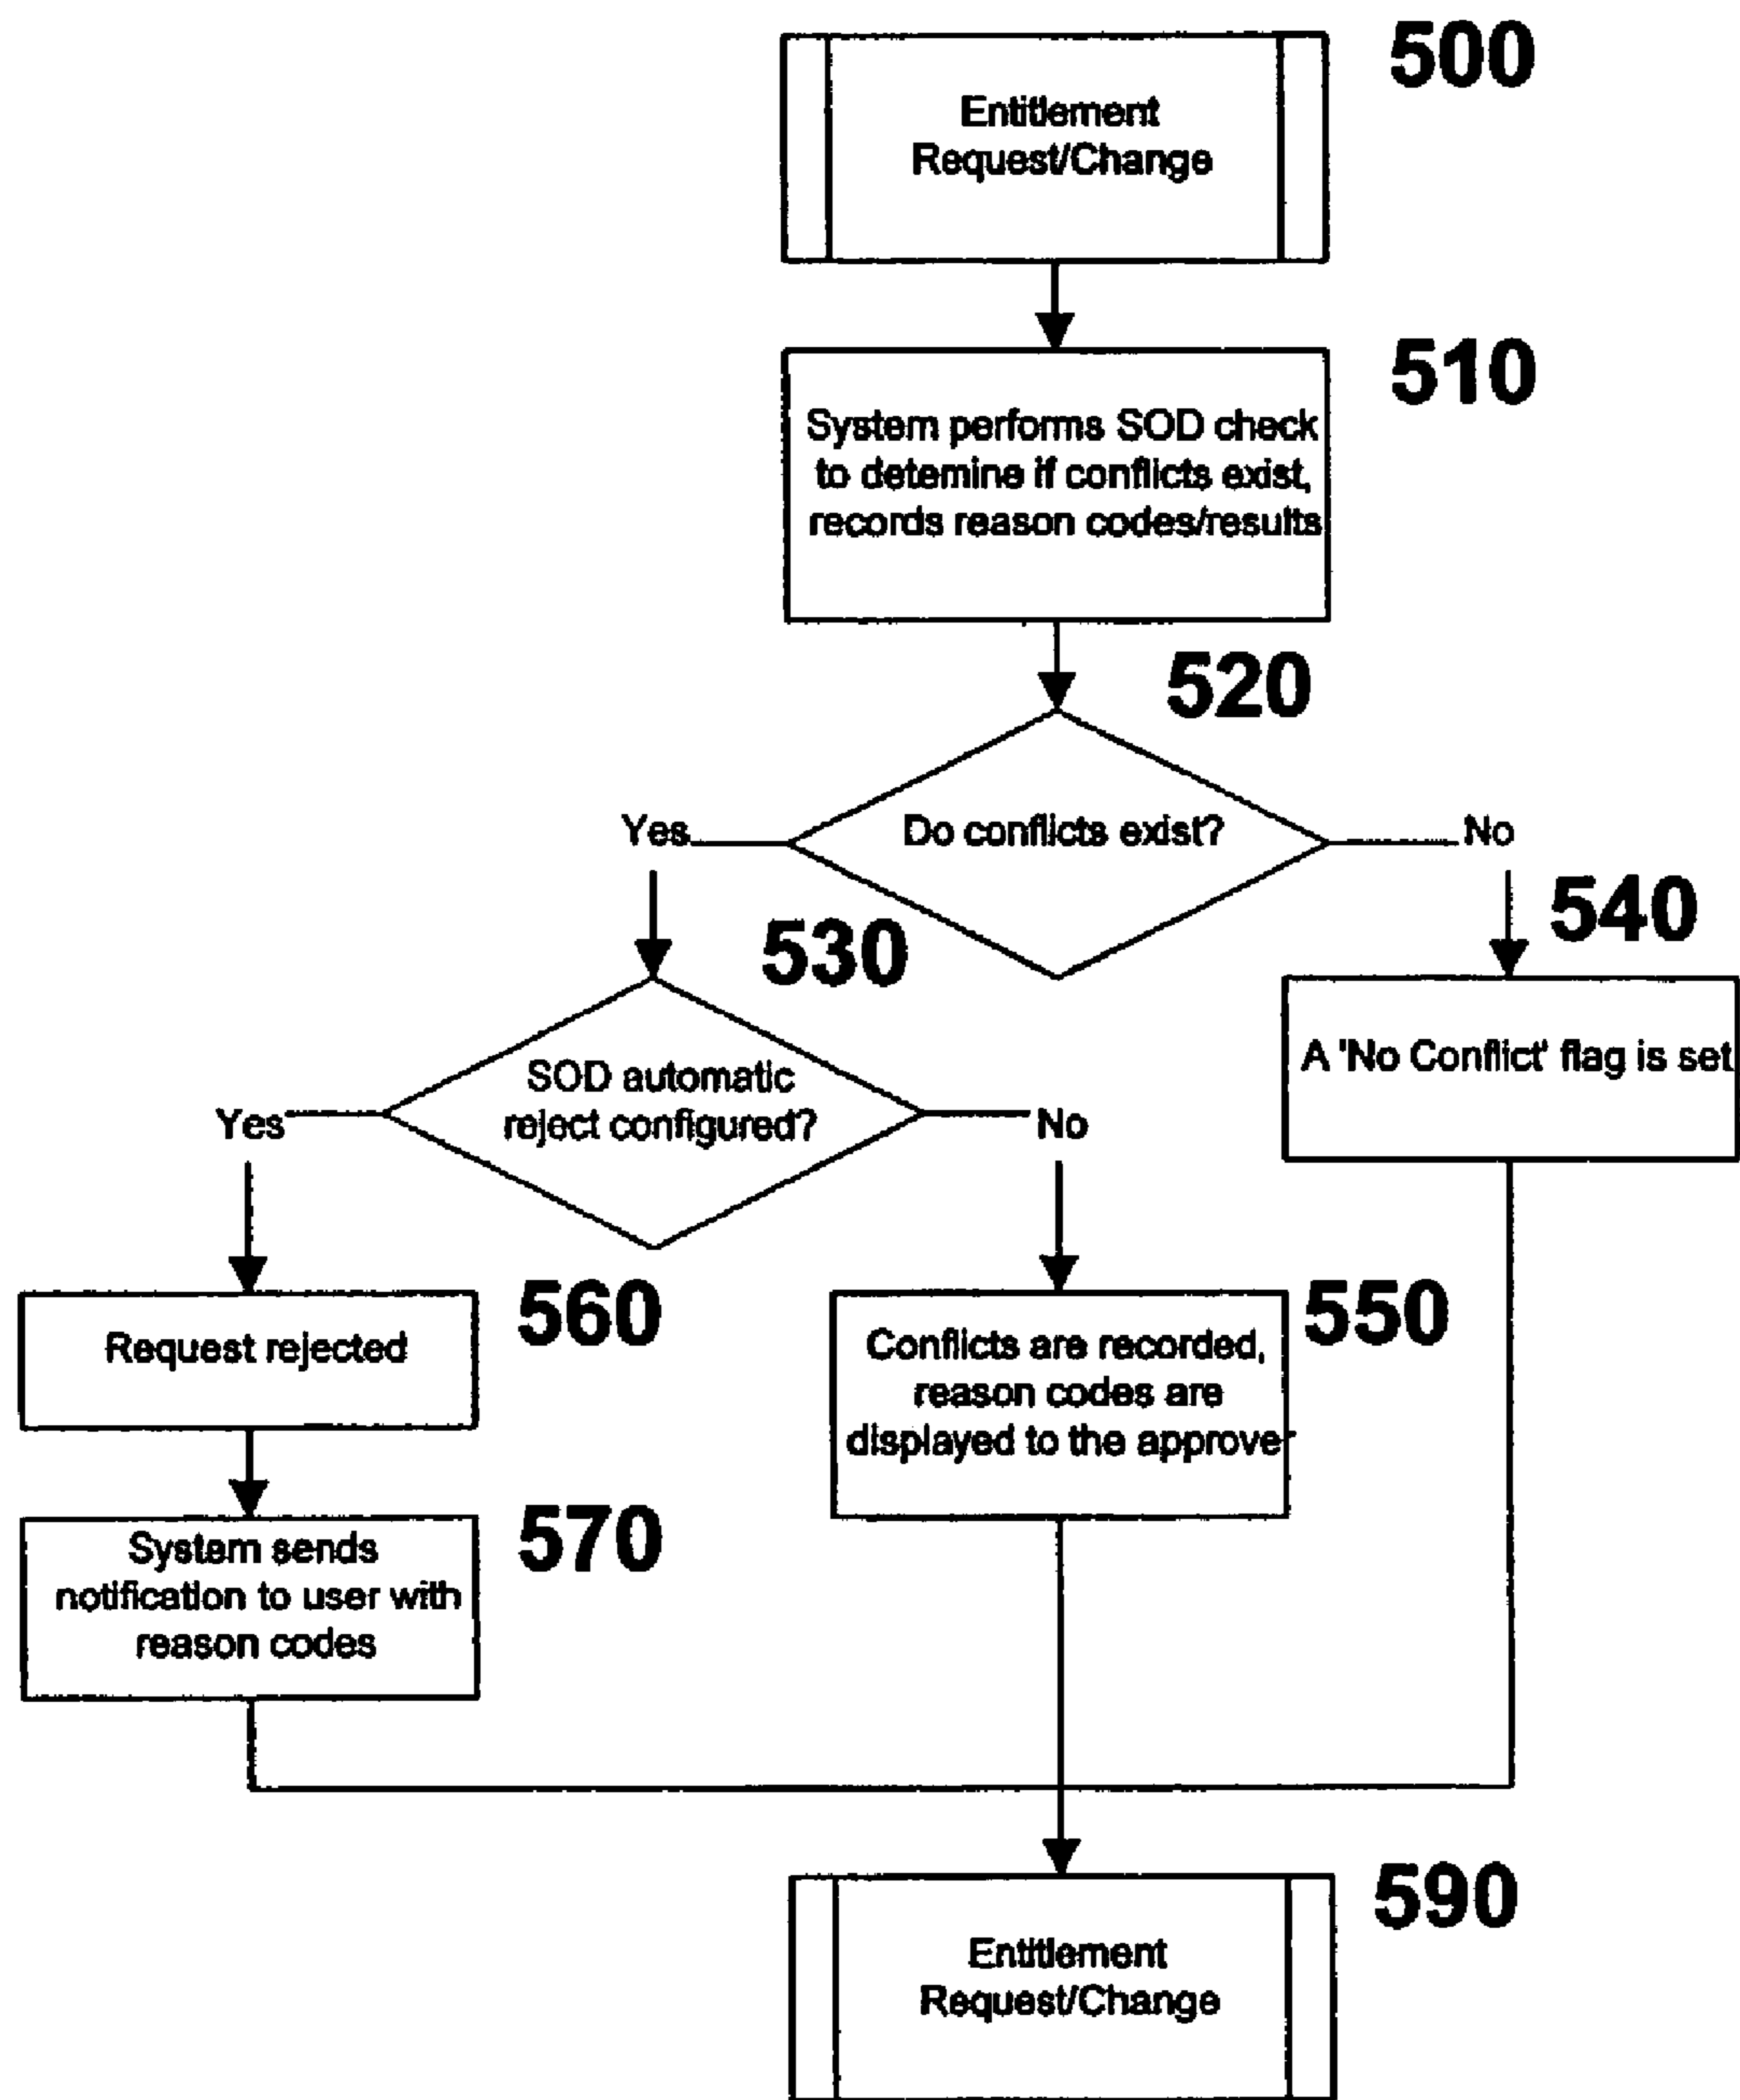 500
Entitlement
Request/Change
510
System performs SOD check
to detemine if conflicts exist,
records reason codes/results
520
Do conflicts exist?
Yes
No
530
540
SOD automatic
reject configured?
A 'No Conflict' flag is set
Yes
No
560
550
Request rejected
Conflicts are recorded,
reason codes are
displayed to the approver
570
System sends
notification to user with
reason codes
590
Entitlement
Request/Change